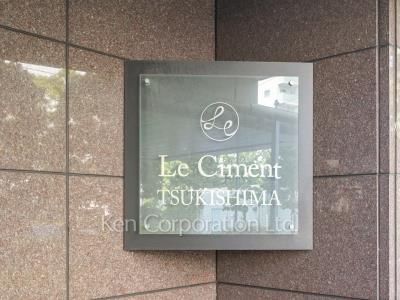 Le
Le Ciment
TSUKISHIMA
Ken Corporation Ltd.